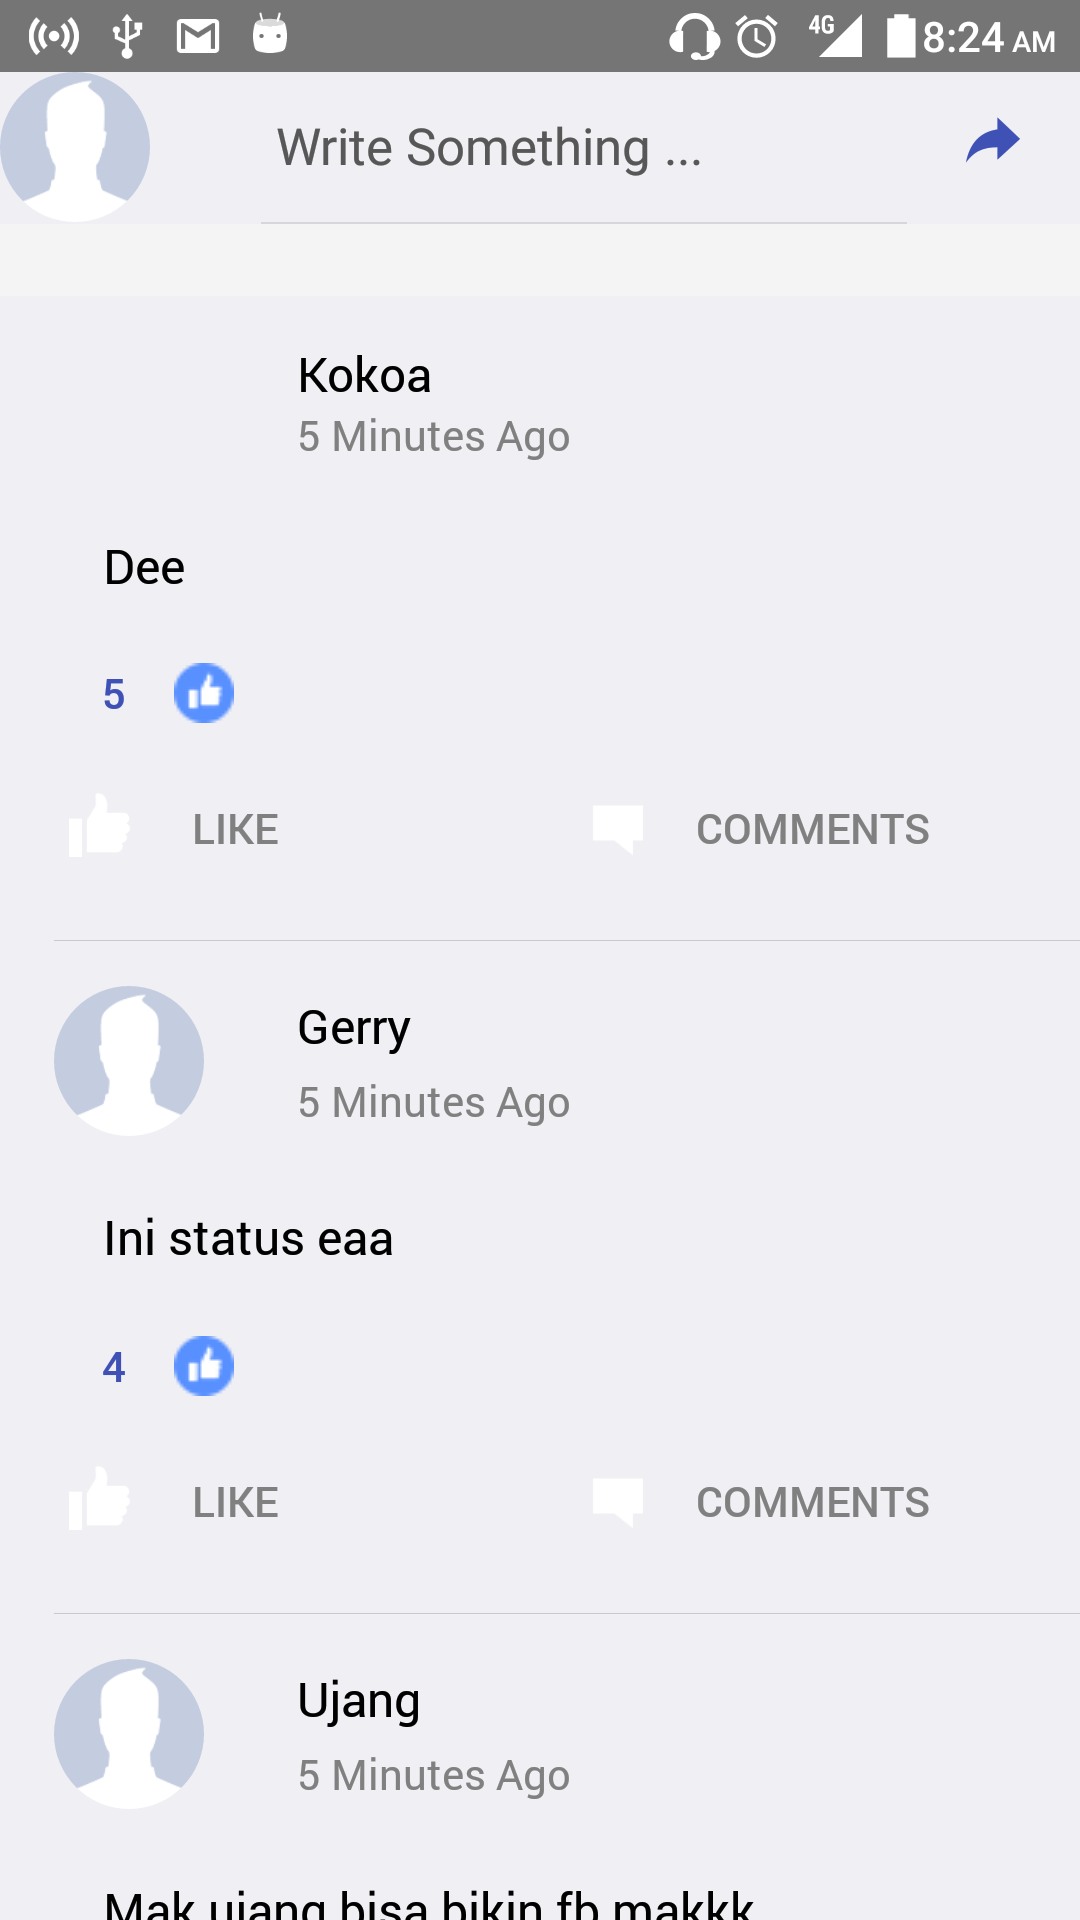 4G 8:24 AM
Write Something ...
Kokoa
5 Minutes Ago
Dee
5
LIKE COMMENTS
Gerry
5 Minutes Ago
Ini status eaa
4
LIKE COMMENTS
Ujang
5 Minutes Ago
Mak ujang bisa bikin fb makkk